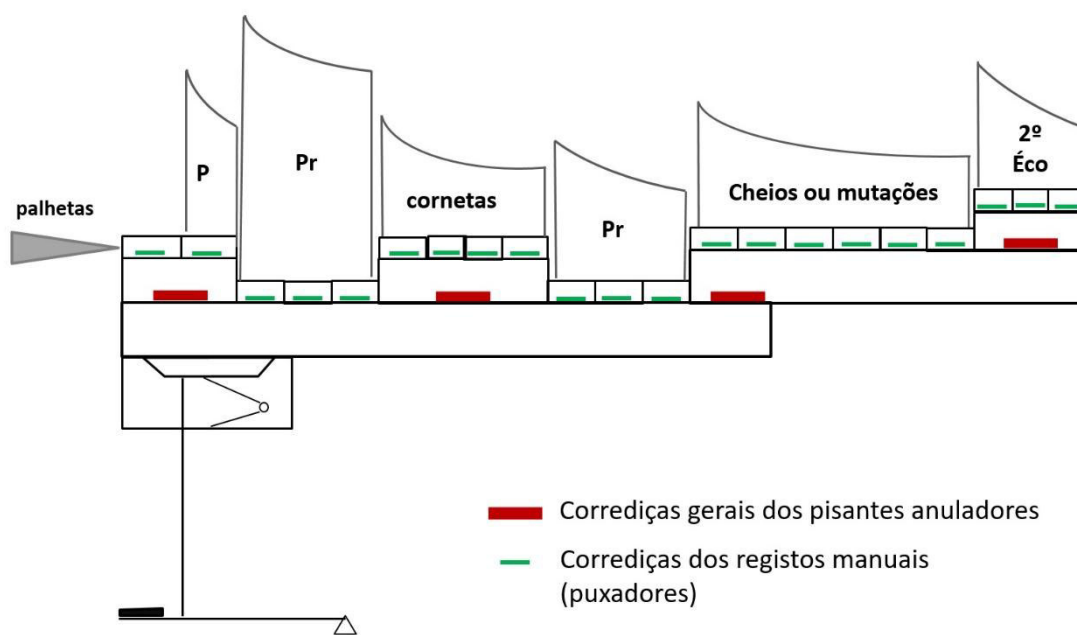 palhetas
P
Pr
cornetas
Pr
Cheios ou mutações
2º
Éco
Corrediças gerais dos pisantes anuladores
Corrediças dos registos manuais
(puxadores)